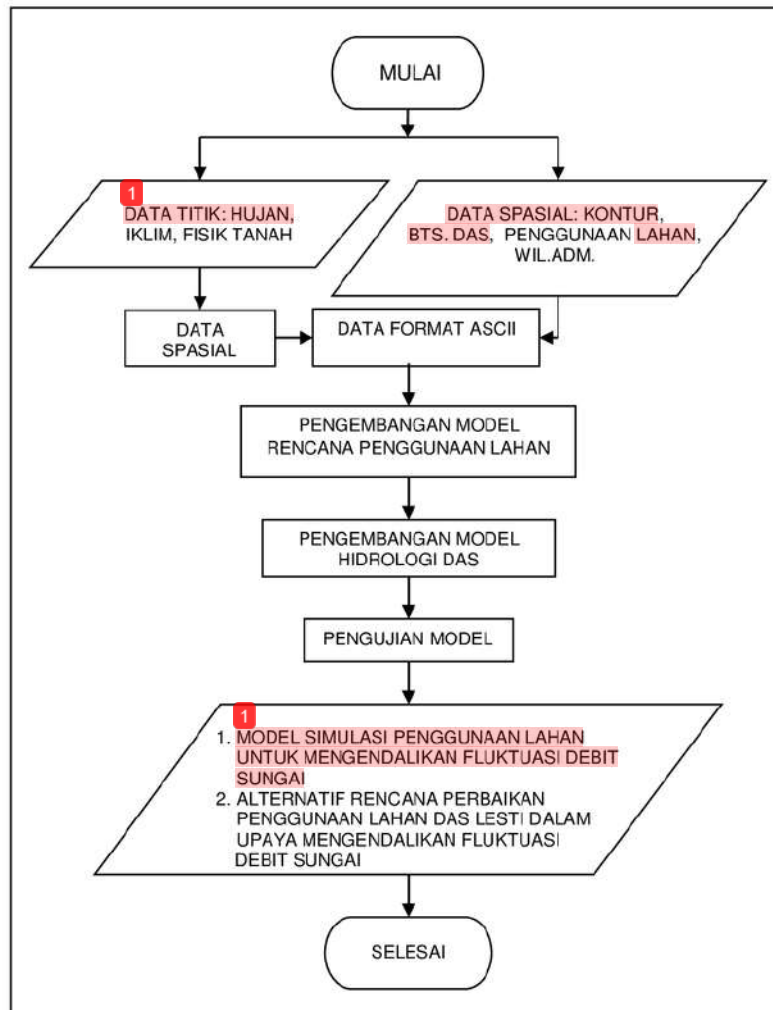 MULAI
1
DATA TITIK: HUJAN,
IKLIM, FISIK TANAH
DATA SPASIAL: KONTUR,
BTS. DAS, PENGGUNAAN LAHAN,
WIL.ADM.
DATA
SPASIAL
DATA FORMAT ASCII
PENGEMBANGAN MODEL
RENCANA PENGGUNAAN LAHAN
PENGEMBANGAN MODEL
HIDROLOGI DAS
PENGUJIAN MODEL
1
1. MODEL SIMULASI PENGGUNAAN LAHAN
UNTUK MENGENDALIKAN FLUKTUASI DEBIT
SUNGAI
2. ALTERNATIF RENCANA PERBAIKAN
PENGGUNAAN LAHAN DAS LESTI DALAM
UPAYA MENGENDALIKAN FLUKTUASI
DEBIT SUNGAI
SELESAI